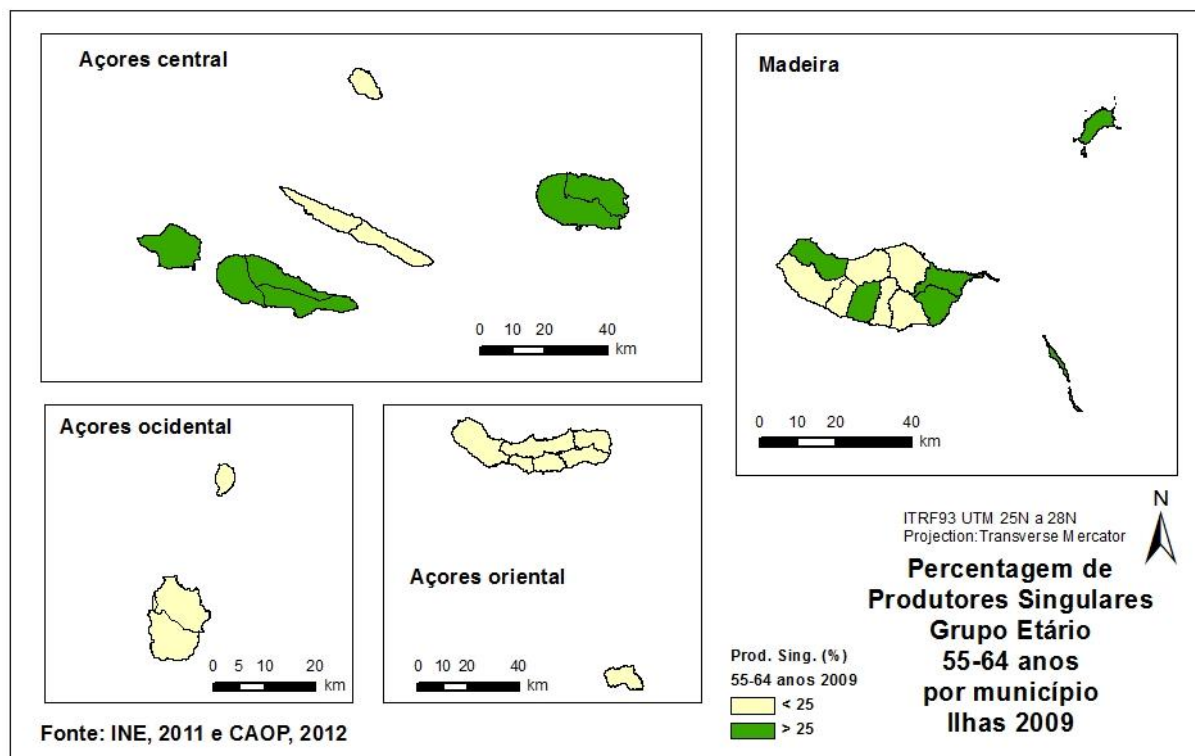 Açores central
0 10 20 40
km
Madeira
0 10 20 40
km
Açores ocidental
0 5 10 20
km
Açores oriental
0 10 20 40
km
N
ITRF93 UTM 25N a 28N
Projection:Transverse Mercator
Percentagem de
Produtores Singulares
Grupo Etário
55-64 anos
por município
Ilhas 2009
Prod. Sing. (%)
55-64 anos 2009
< 25
> 25
Fonte: INE, 2011 e CAOP, 2012